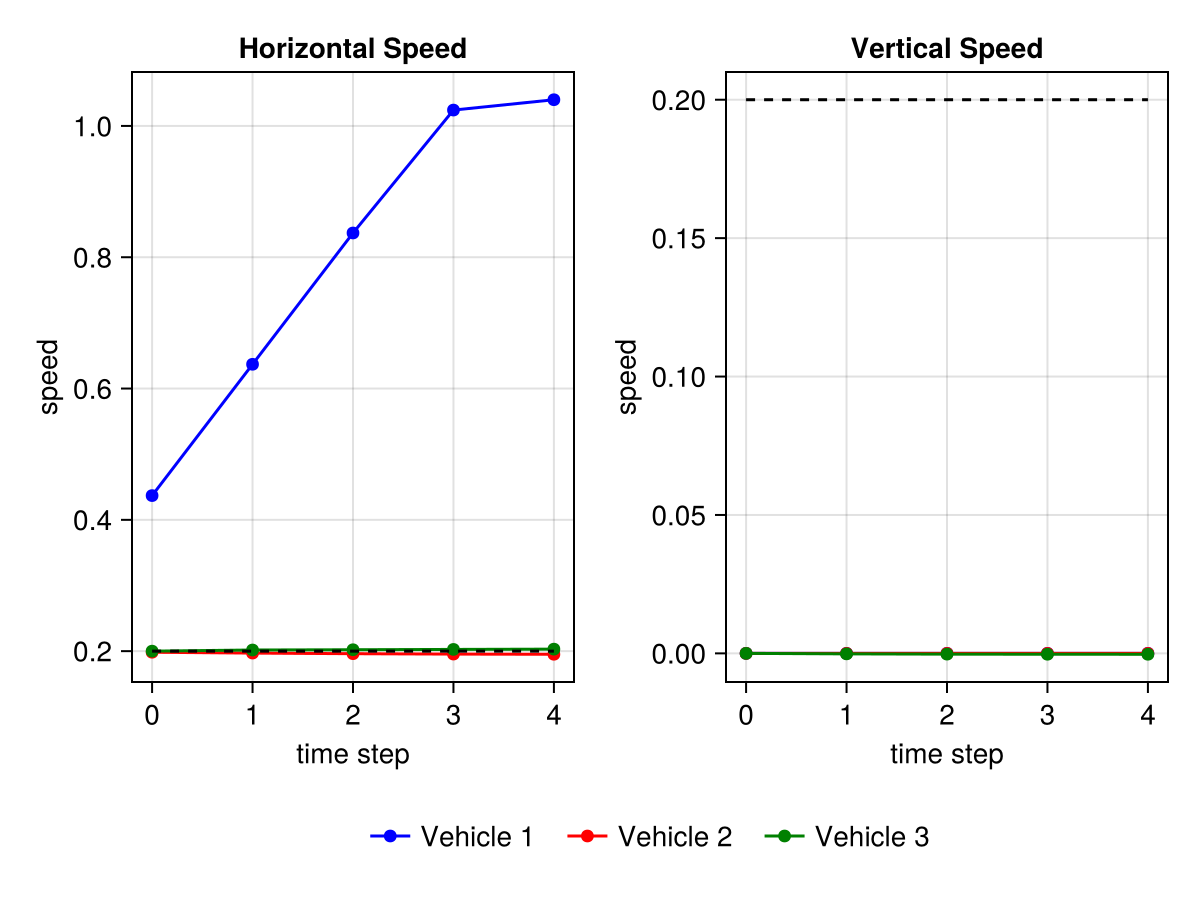 Horizontal Speed
1.0
0.8
0.6
0.4
0.2
speed
0 1 2 3 4
time step
Vertical Speed
0.20
0.15
0.10
0.05
0.00
speed
0 1 2 3 4
time step
Vehicle 1 Vehicle 2 Vehicle 3